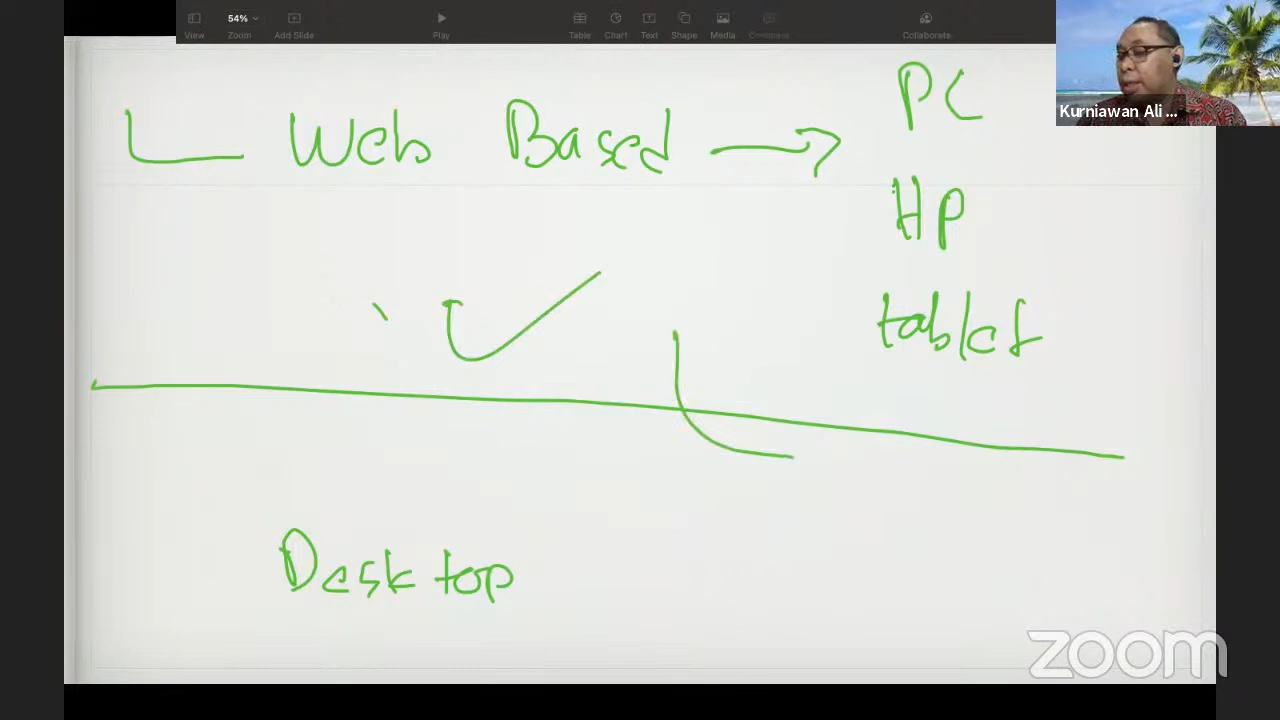 54%
View Zoom Add Slide Play Table Chart Text Shape Media Comment Collaborate
Kurniawan Ali ...
Web Based → PC
HP
tablet
Desktop
zoom